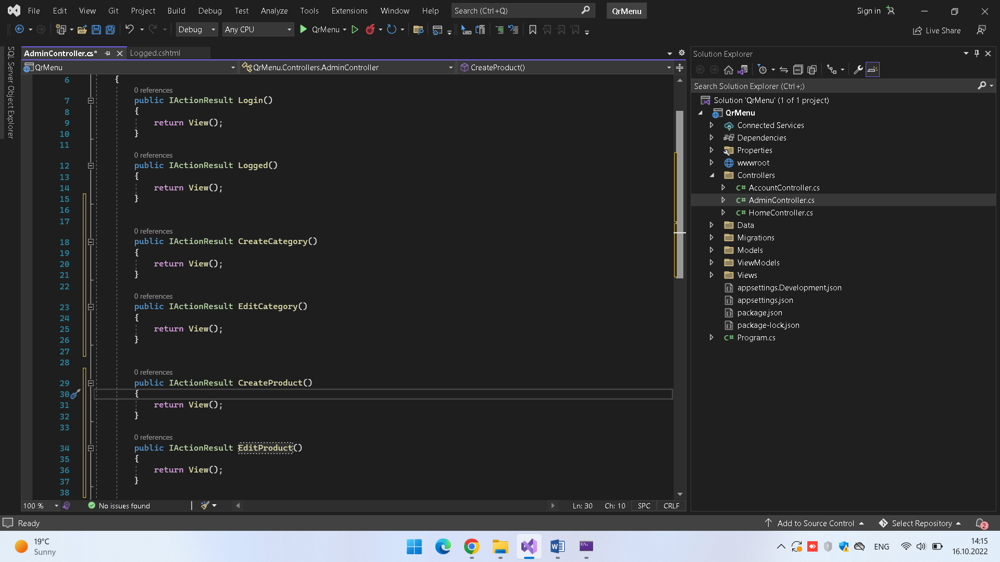 File Edit View Git Project Build Debug Test Analyze Tools Extensions Window Help Search (Ctrl+Q) QrMenu Sign in
Debug Any CPU QrMenu Live Share
SQL Server Object Explorer
AdminController.cs* Logged.cshtml
QrMenu QrMenu.Controllers.AdminController CreateProduct()
6 {
0 references
7 public IActionResult Login()
8 {
9 return View();
10 }
11
0 references
12 public IActionResult Logged()
13 {
14 return View();
15 }
16
17
0 references
18 public IActionResult CreateCategory()
19 {
20 return View();
21 }
22
0 references
23 public IActionResult EditCategory()
24 {
25 return View();
26 }
27
28
0 references
29 public IActionResult CreateProduct()
30 {
31 return View();
32 }
33
0 references
34 public IActionResult EditProduct()
35 {
36 return View();
37 }
38
100 % No issues found Ln: 30 Ch: 10 SPC CRLF
Solution Explorer
Search Solution Explorer (Ctrl+;)
Solution 'QrMenu' (1 of 1 project)
QrMenu
Connected Services
Dependencies
Properties
wwwroot
Controllers
C# AccountController.cs
C# AdminController.cs
C# HomeController.cs
Data
Migrations
Models
ViewModels
Views
appsettings.Development.json
appsettings.json
package.json
package-lock.json
C# Program.cs
Ready Add to Source Control Select Repository 2
19°C
Sunny
ENG
14:15
16.10.2022